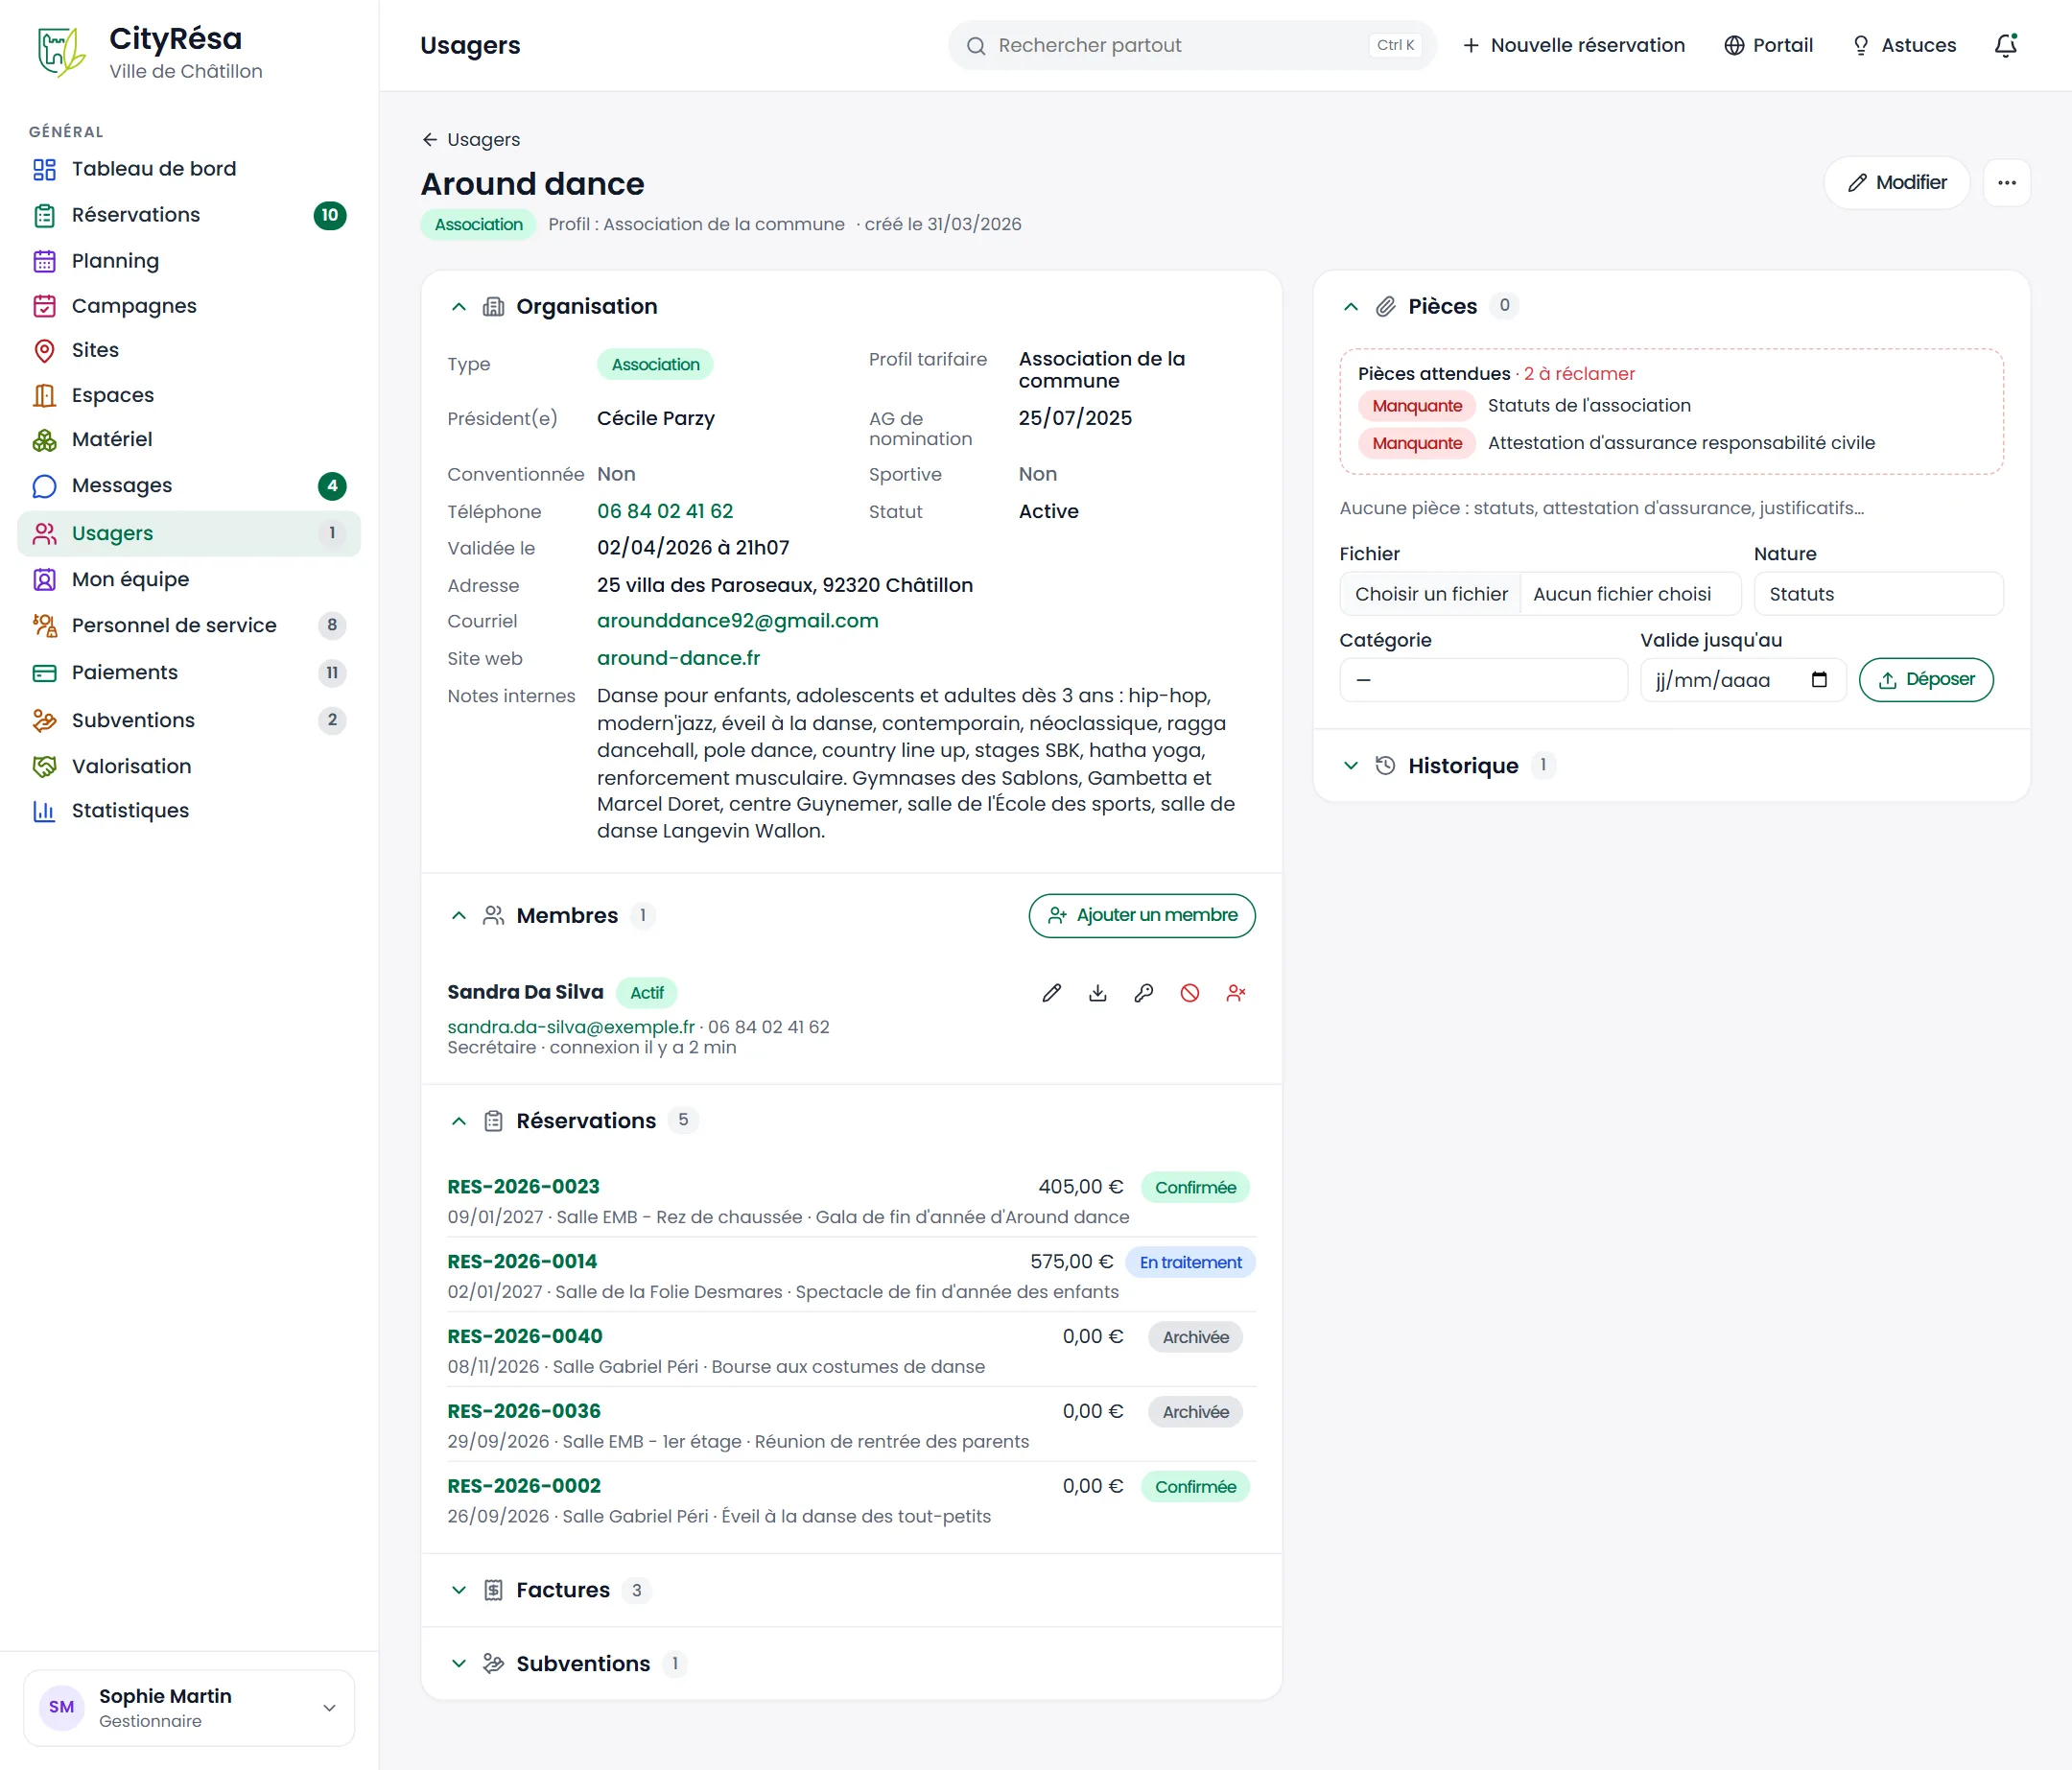 CityRésa
Ville de Châtillon
GÉNÉRAL
Tableau de bord
Réservations 10
Planning
Campagnes
Sites
Espaces
Matériel
Messages 4
Usagers 1
Mon équipe
Personnel de service 8
Paiements 11
Subventions 2
Valorisation
Statistiques
SM
Sophie Martin
Gestionnaire
Usagers
Rechercher partout Ctrl K
Nouvelle réservation
Portail
Astuces
Usagers
Around dance
Association Profil : Association de la commune · créé le 31/03/2026
Modifier
Organisation
Type Association
Profil tarifaire Association de la
commune
Président(e) Cécile Parzy
AG de
nomination
25/07/2025
Conventionnée Non
Sportive Non
Téléphone 06 84 02 41 62
Statut Active
Validée le 02/04/2026 à 21h07
Adresse 25 villa des Paroseaux, 92320 Châtillon
Courriel arounddance92@gmail.com
Site web around-dance.fr
Notes internes Danse pour enfants, adolescents et adultes dès 3 ans : hip-hop,
modern'jazz, éveil à la danse, contemporain, néoclassique, ragga
dancehall, pole dance, country line up, stages SBK, hatha yoga,
renforcement musculaire. Gymnases des Sablons, Gambetta et
Marcel Doret, centre Guynemer, salle de l'École des sports, salle de
danse Langevin Wallon.
Membres 1
Ajouter un membre
Sandra Da Silva Actif
sandra.da-silva@exemple.fr · 06 84 02 41 62
Secrétaire · connexion il y a 2 min
Réservations 5
RES-2026-0023 405,00 € Confirmée
09/01/2027 · Salle EMB - Rez de chaussée · Gala de fin d'année d'Around dance
RES-2026-0014 575,00 € En traitement
02/01/2027 · Salle de la Folie Desmares · Spectacle de fin d'année des enfants
RES-2026-0040 0,00 € Archivée
08/11/2026 · Salle Gabriel Péri · Bourse aux costumes de danse
RES-2026-0036 0,00 € Archivée
29/09/2026 · Salle EMB - 1er étage · Réunion de rentrée des parents
RES-2026-0002 0,00 € Confirmée
26/09/2026 · Salle Gabriel Péri · Éveil à la danse des tout-petits
Factures 3
Subventions 1
Pièces 0
Pièces attendues · 2 à réclamer
Manquante Statuts de l'association
Manquante Attestation d'assurance responsabilité civile
Aucune pièce : statuts, attestation d'assurance, justificatifs…
Fichier
Nature
Choisir un fichier Aucun fichier choisi
Statuts
Catégorie
Valide jusqu'au
—
jj/mm/aaaa
Déposer
Historique 1